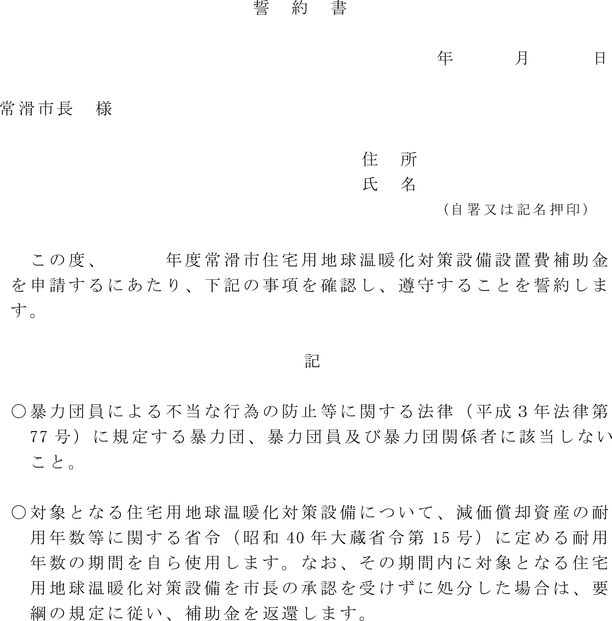 誓　約　書
年　　　月　　　日
常滑市長　様
住　所
氏　名
(自署又は記名押印)
この度、　　　年度常滑市住宅用地球温暖化対策設備設置費補助金
を申請するにあたり、下記の事項を確認し、遵守することを誓約しま
す。
記
○暴力団員による不当な行為の防止等に関する法律（平成３年法律第
77 号）に規定する暴力団、暴力団員及び暴力団関係者に該当しない
こと。
○対象となる住宅用地球温暖化対策設備について、減価償却資産の耐
用年数等に関する省令（昭和 40 年大蔵省令第 15 号）に定める耐用
年数の期間を自ら使用します。なお、その期間内に対象となる住宅
用地球温暖化対策設備を市長の承認を受けずに処分した場合は、要
綱の規定に従い、補助金を返還します。